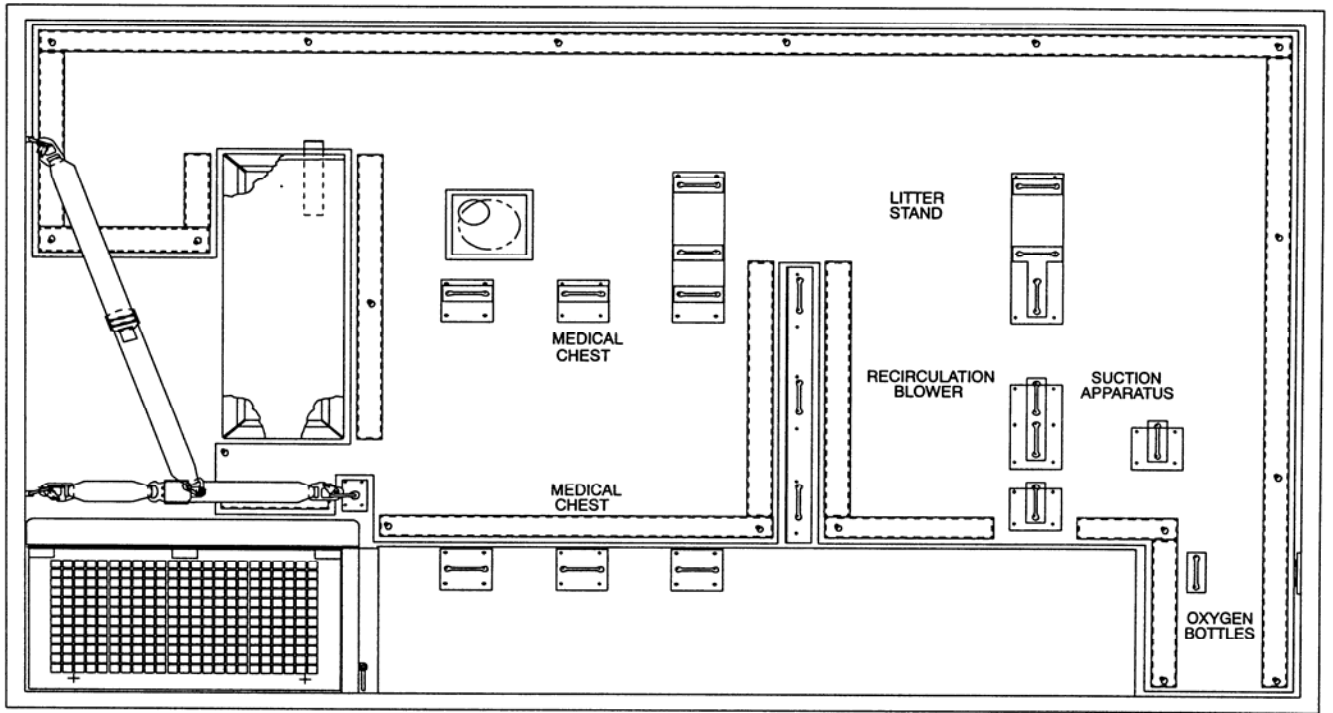 LITTER
STAND
MEDICAL
CHEST
RECIRCULATION
BLOWER
SUCTION
APPARATUS
MEDICAL
CHEST
OXYGEN
BOTTLES